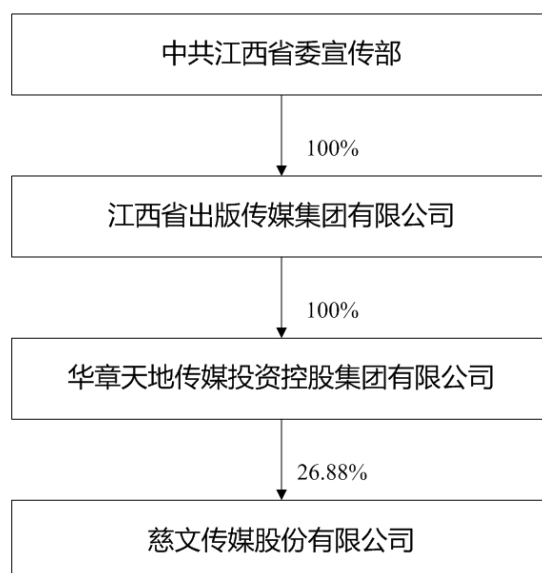 中共江西省委宣传部
100%
江西省出版传媒集团有限公司
100%
华章天地传媒投资控股集团有限公司
26.88%
慈文传媒股份有限公司